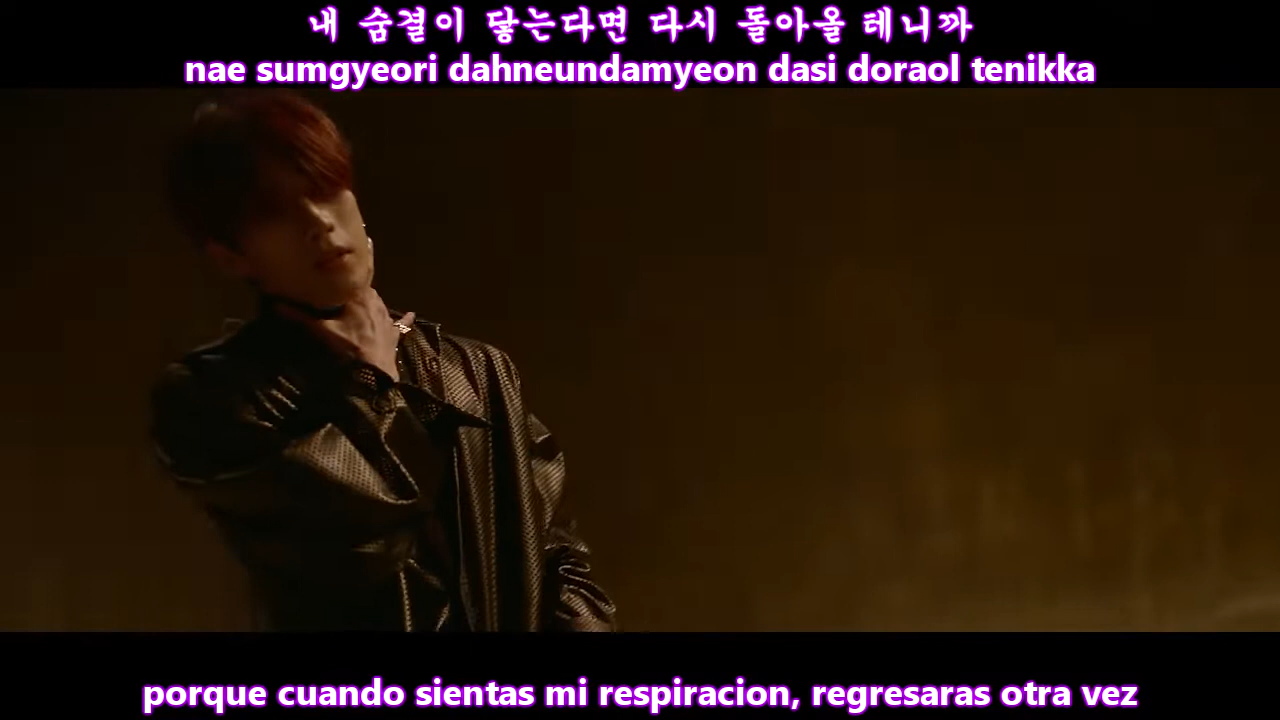 내 숨결이 닿는다면 다시 돌아올 테니까
nae sumgyeori dahneundamyeon dasi doraol tenikka
porque cuando sientas mi respiracion, regresaras otra vez